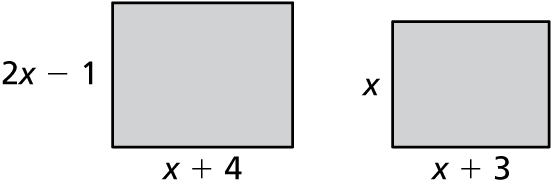 2x − 1
x + 4
x
x + 3